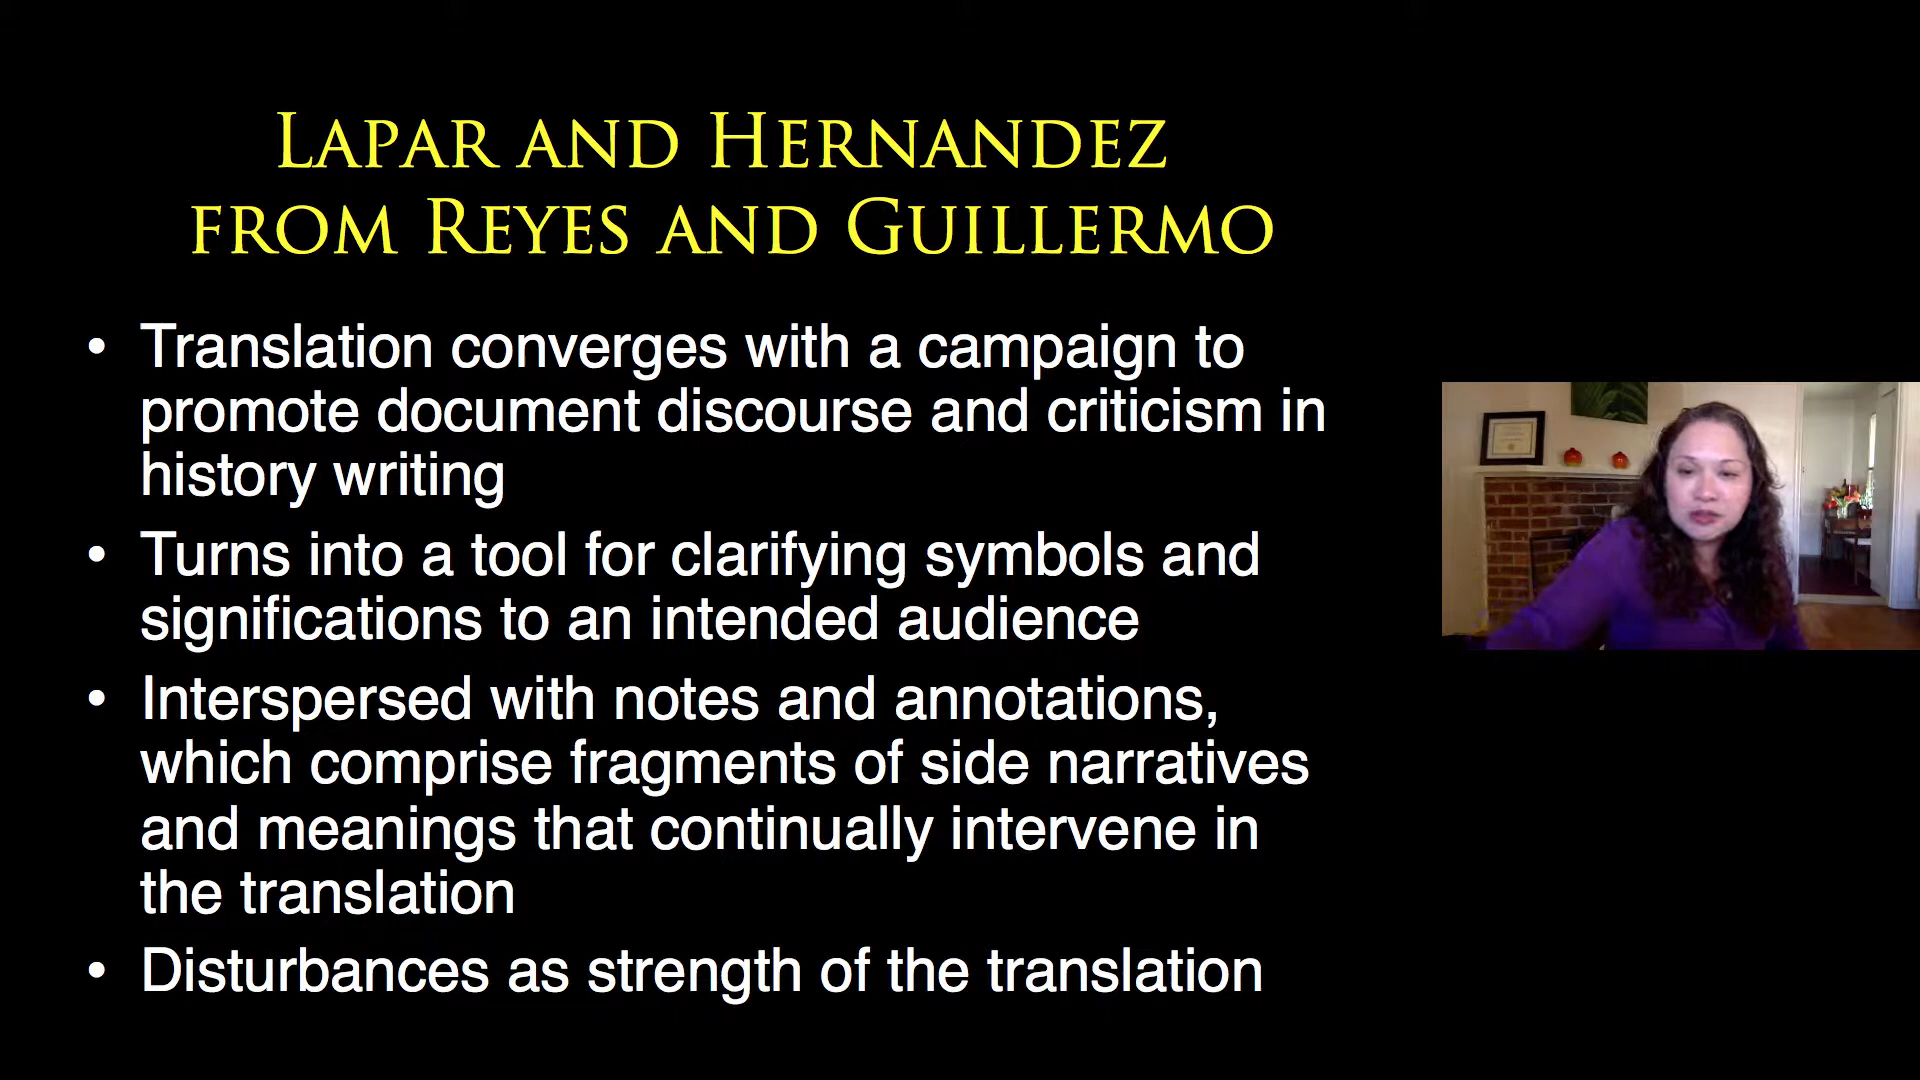 LAPAR AND HERNANDEZ
FROM REYES AND GUILLERMO
• Translation converges with a campaign to
promote document discourse and criticism in
history writing
• Turns into a tool for clarifying symbols and
significations to an intended audience
• Interspersed with notes and annotations,
which comprise fragments of side narratives
and meanings that continually intervene in
the translation
• Disturbances as strength of the translation